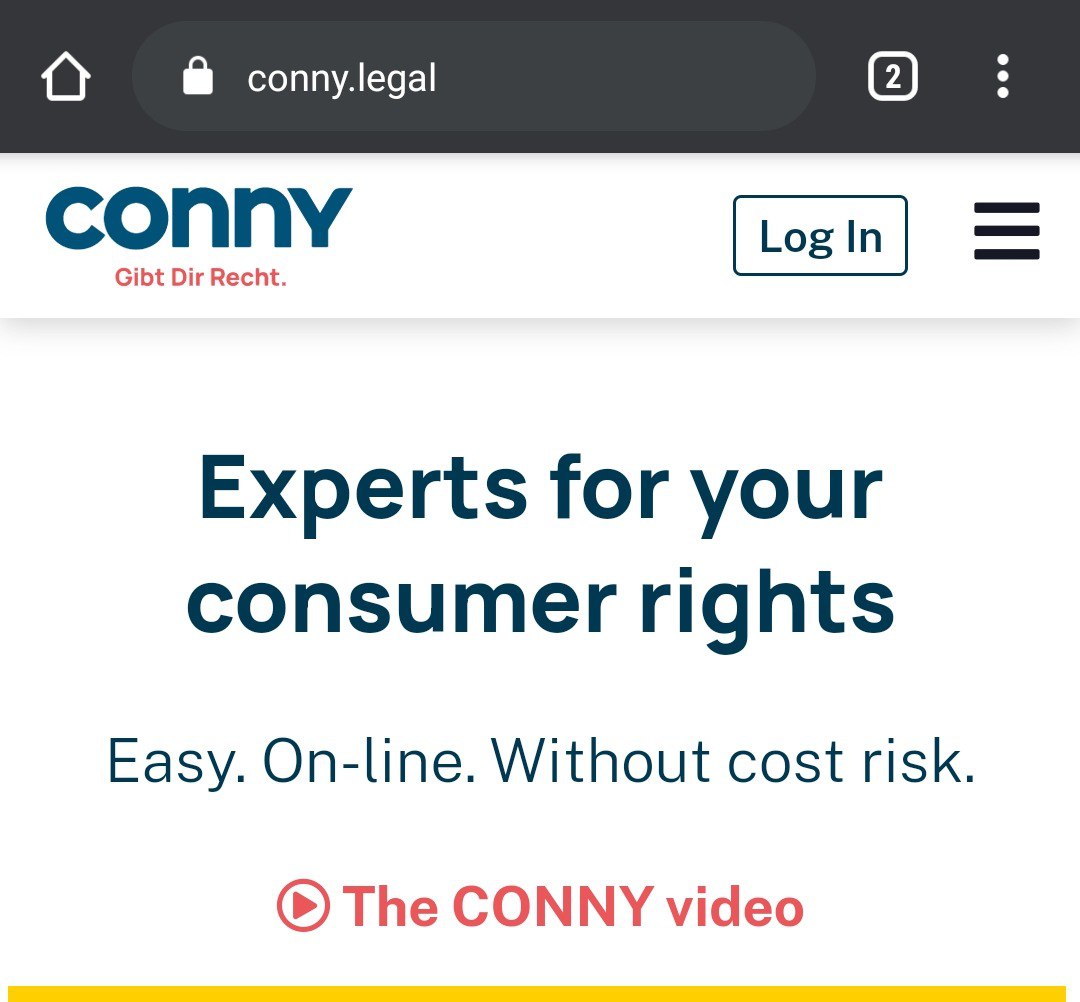 conny.legal
2
conny
Gibt Dir Recht.
Log In
Experts for your
consumer rights
Easy. On-line. Without cost risk.
The CONNY video